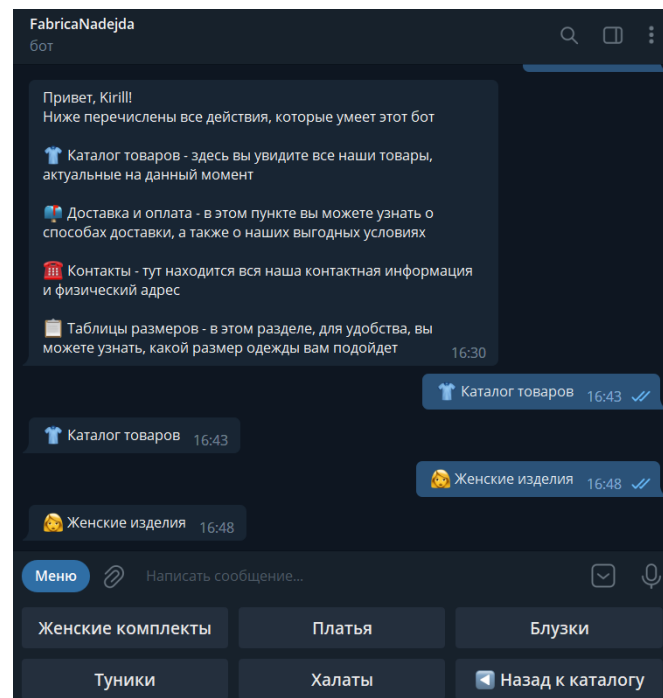 FabricaNadejda
бот
Привет, Kirill!
Ниже перечислены все действия, которые умеет этот бот
👕 Каталог товаров - здесь вы увидите все наши товары,
актуальные на данный момент
📬 Доставка и оплата - в этом пункте вы можете узнать о
способах доставки, а также о наших выгодных условиях
☎️ Контакты - тут находится вся наша контактная информация
и физический адрес
📋 Таблицы размеров - в этом разделе, для удобства, вы
можете узнать, какой размер одежды вам подойдет 16:30
👕 Каталог товаров 16:43
👕 Каталог товаров 16:43
👩 Женские изделия 16:48
👩 Женские изделия 16:48
Меню Написать сообщение...
Женские комплекты Платья Блузки
Туники Халаты ◀️ Назад к каталогу